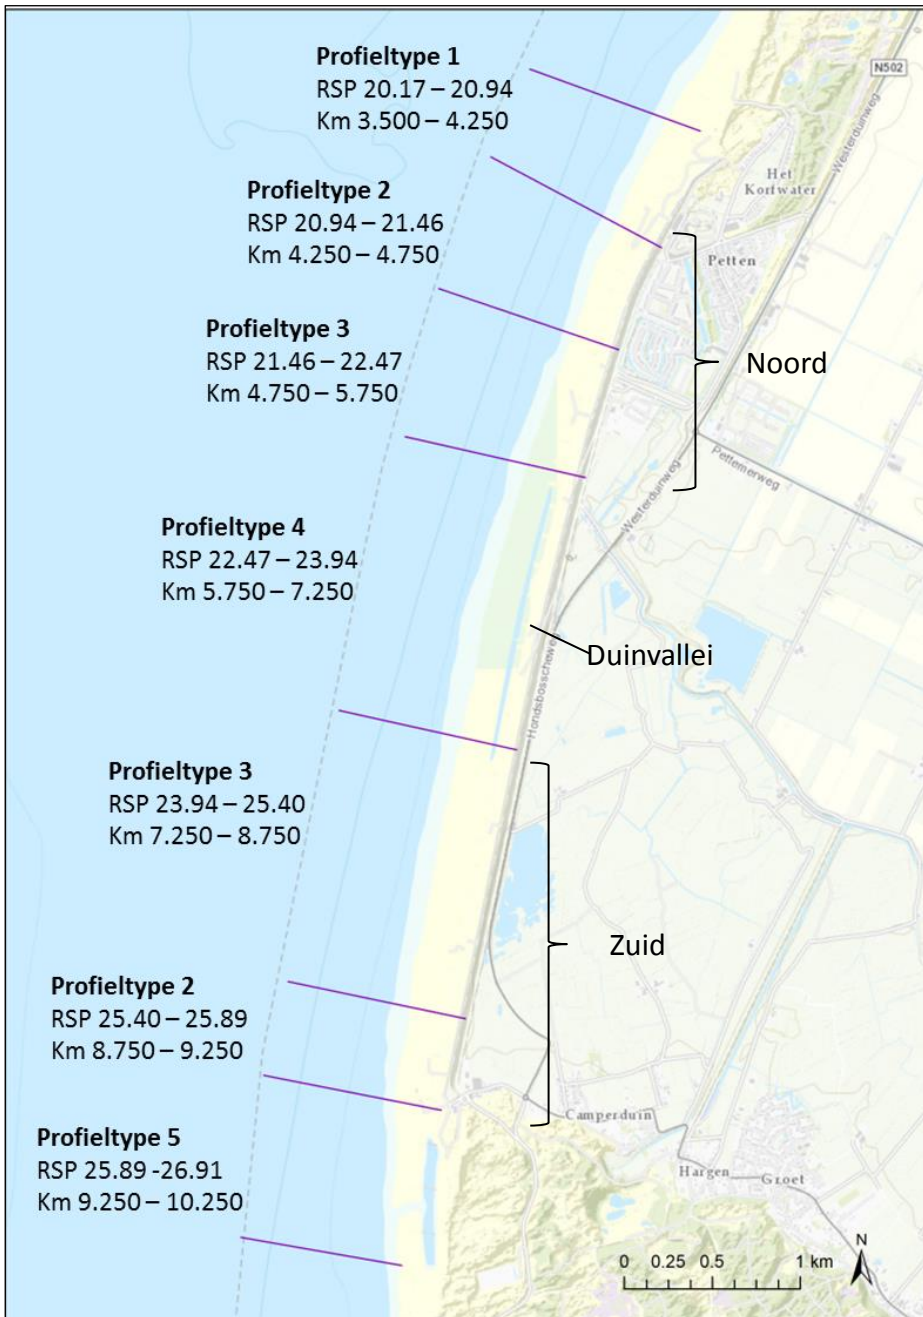 Profieltype 1
RSP 20.17 – 20.94
Km 3.500 – 4.250
N502
Westerduinweg
Het
Korfwater
Profieltype 2
RSP 20.94 – 21.46
Km 4.250 – 4.750
Petten
Profieltype 3
RSP 21.46 – 22.47
Km 4.750 – 5.750
Noord
Pettemerweg
Westerduinweg
Profieltype 4
RSP 22.47 – 23.94
Km 5.750 – 7.250
Duinvallei
Hondsbosscheweg
Profieltype 3
RSP 23.94 – 25.40
Km 7.250 – 8.750
Zuid
Profieltype 2
RSP 25.40 – 25.89
Km 8.750 – 9.250
Camperduin
Profieltype 5
RSP 25.89 -26.91
Km 9.250 – 10.250
Hargen
Groet
0 0.25 0.5 1 km
N